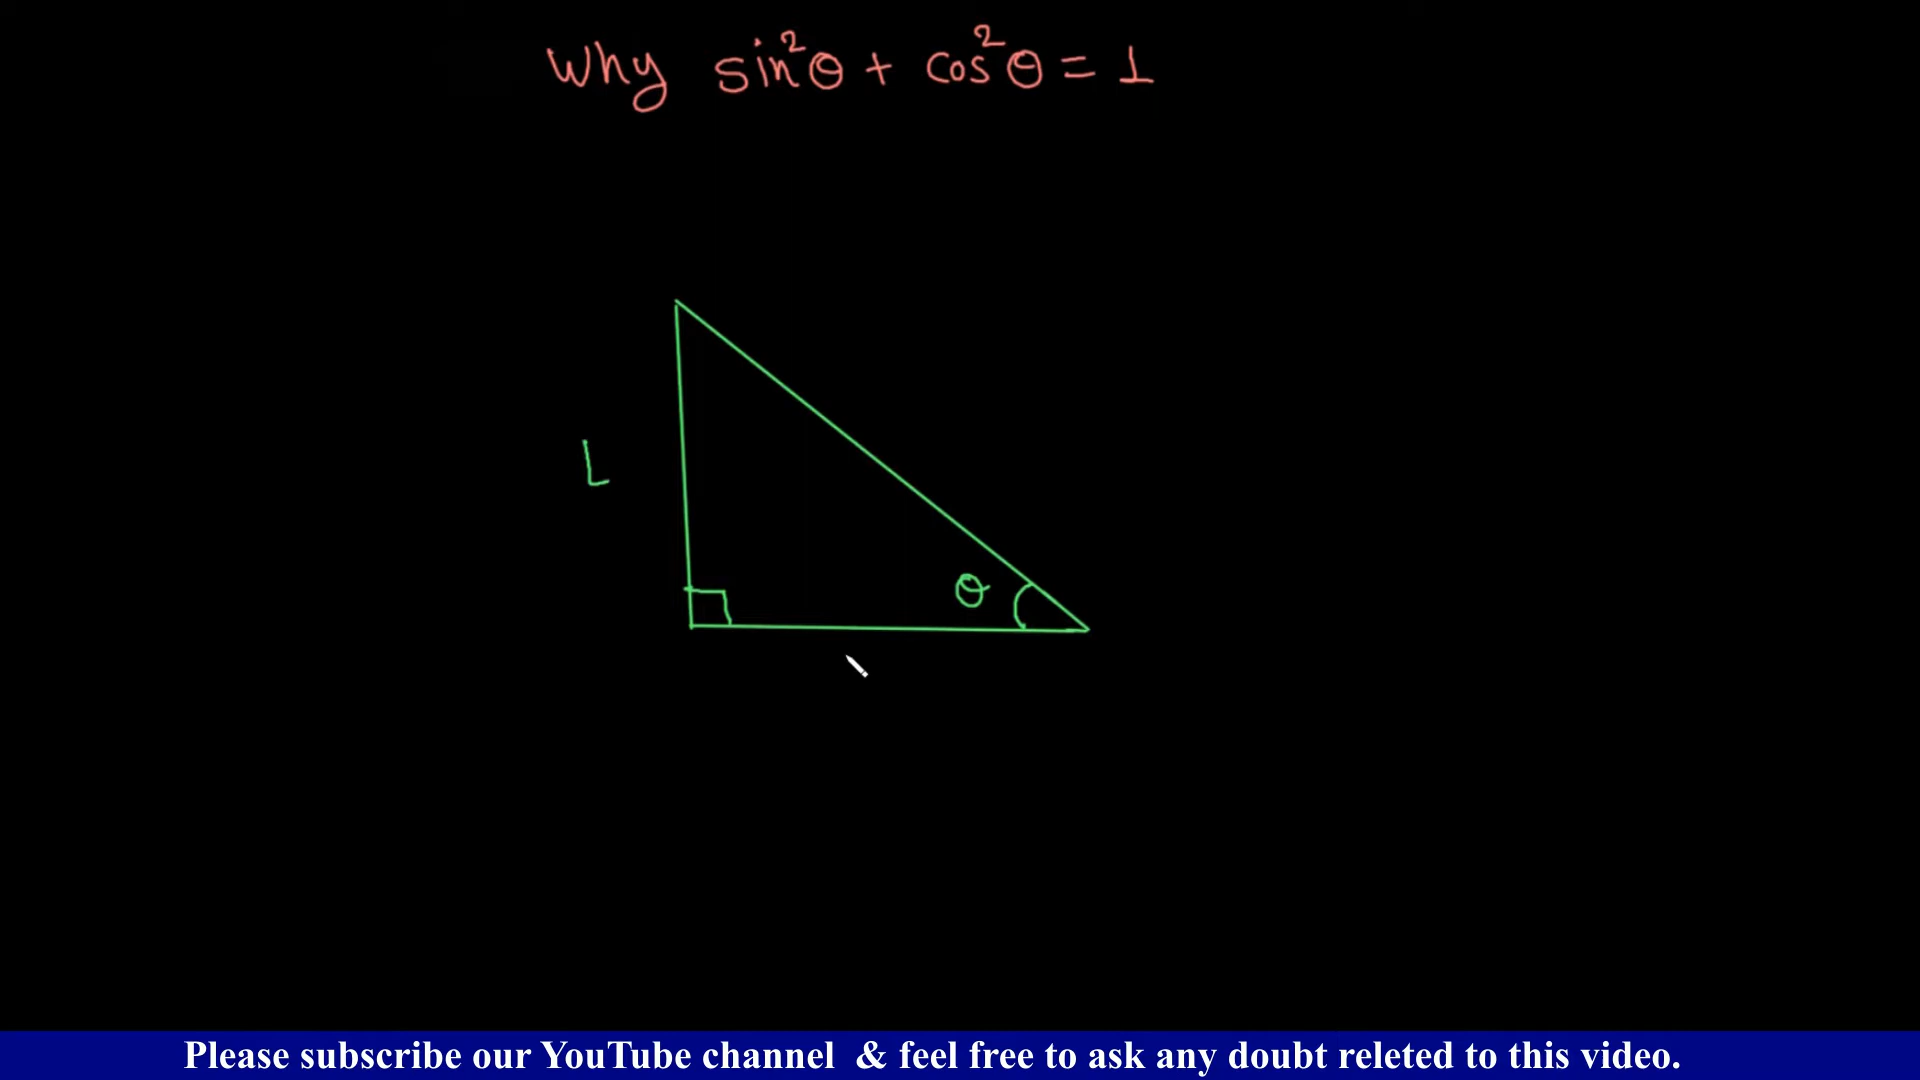 Why sin²θ + cos²θ = 1
L
θ
Please subscribe our YouTube channel & feel free to ask any doubt releted to this video.